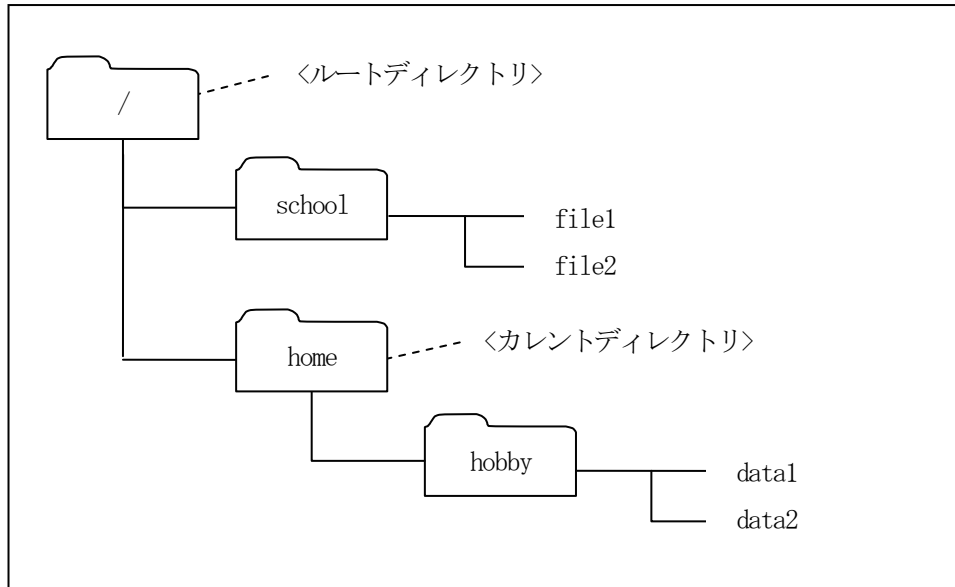 <ルートディレクトリ>
/
school
file1
file2
<カレントディレクトリ>
home
hobby
data1
data2